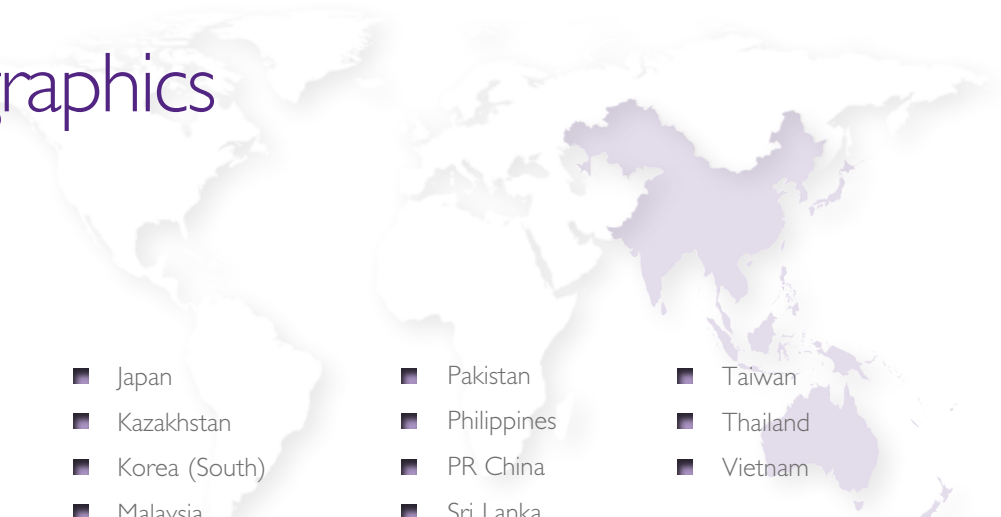 graphics
Japan
Kazakhstan
Korea (South)
Malaysia
Pakistan
Philippines
PR China
Sri Lanka
Taiwan
Thailand
Vietnam